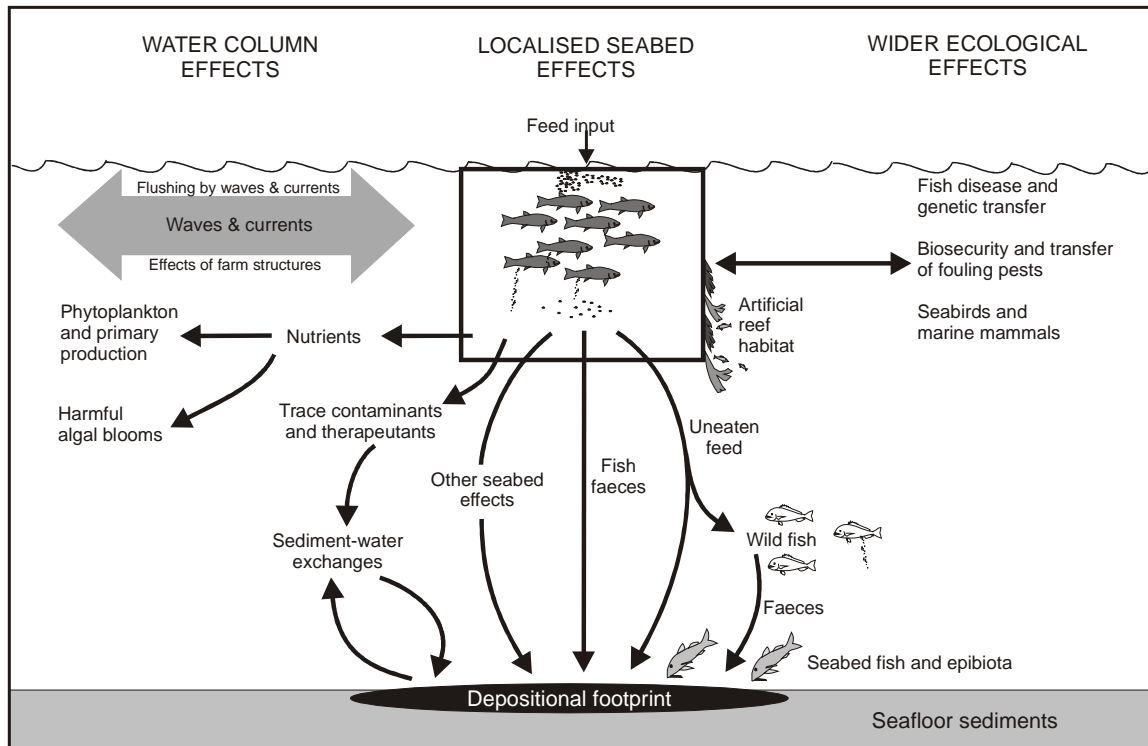 WATER COLUMN
EFFECTS
LOCALISED SEABED
EFFECTS
WIDER ECOLOGICAL
EFFECTS
Feed input
Flushing by waves & currents
Waves & currents
Effects of farm structures
Fish disease and
genetic transfer
Biosecurity and transfer
of fouling pests
Seabirds and
marine mammals
Artificial
reef
habitat
Phytoplankton
and primary
production
Nutrients
Harmful
algal blooms
Trace contaminants
and therapeutants
Uneaten
feed
Other seabed
effects
Fish
faeces
Sediment-water
exchanges
Wild fish
Faeces
Seabed fish and epibiota
Depositional footprint
Seafloor sediments